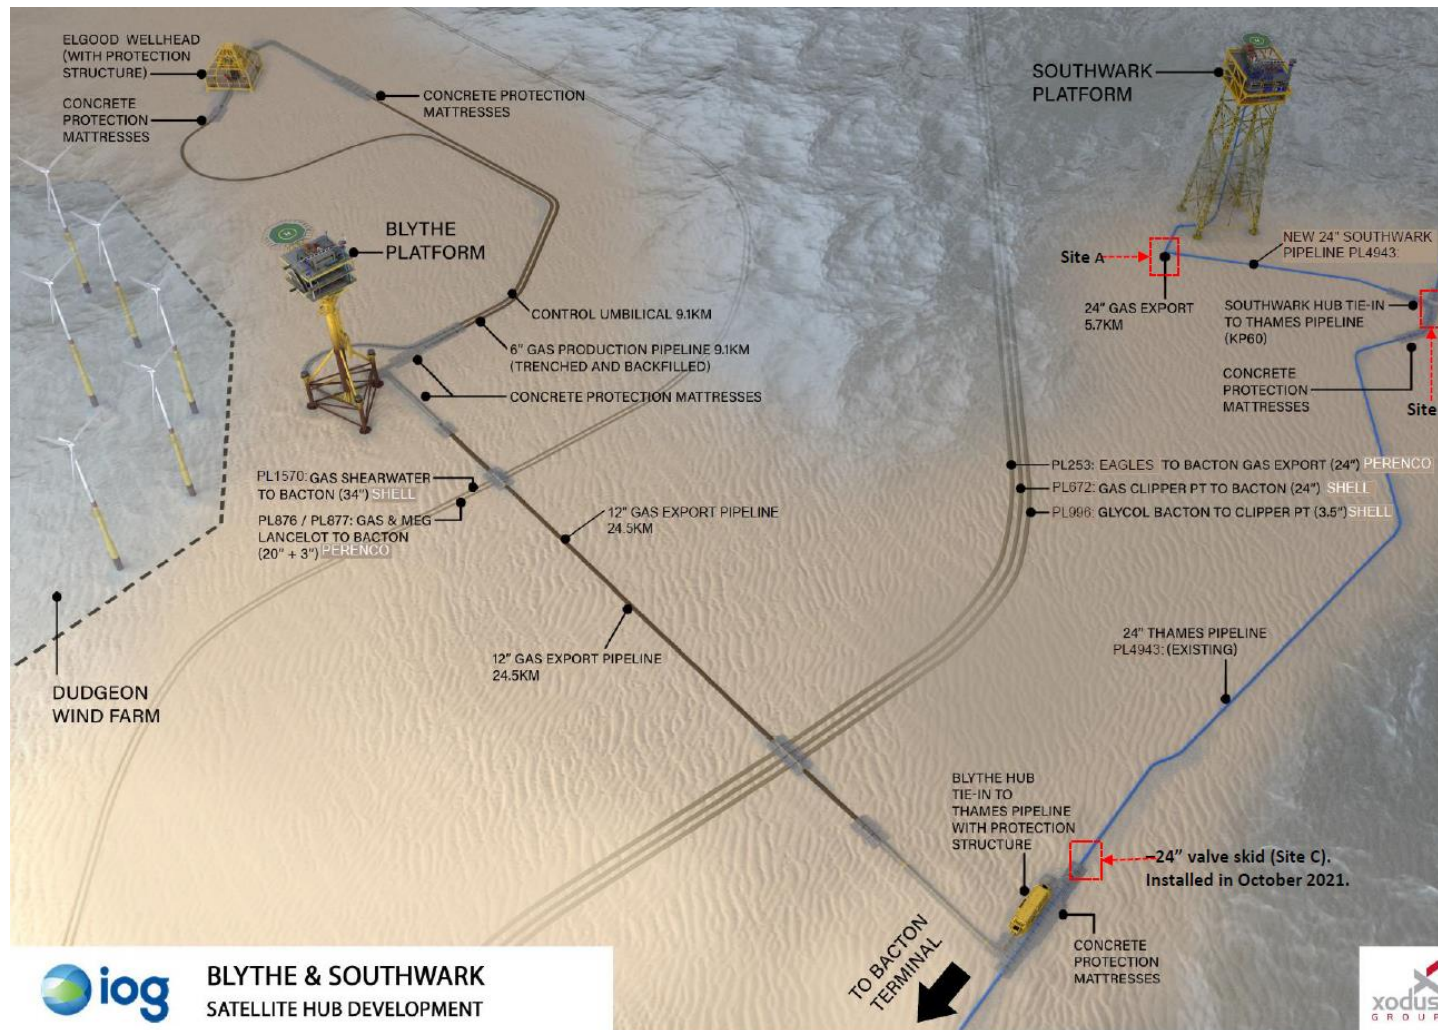 ELGOOD WELLHEAD
(WITH PROTECTION
STRUCTURE)
CONCRETE
PROTECTION
MATTRESSES
CONCRETE PROTECTION
MATTRESSES
BLYTHE
PLATFORM
SOUTHWARK
PLATFORM
Site A
NEW 24" SOUTHWARK
PIPELINE PL4943:
24" GAS EXPORT
5.7KM
SOUTHWARK HUB TIE-IN
TO THAMES PIPELINE
(KP60)
CONCRETE
PROTECTION
MATTRESSES
Site
CONTROL UMBILICAL 9.1KM
6" GAS PRODUCTION PIPELINE 9.1KM
(TRENCHED AND BACKFILLED)
CONCRETE PROTECTION MATTRESSES
PL1570: GAS SHEARWATER
TO BACTON (34") SHELL
PL876 / PL877: GAS & MEG
LANCELOT TO BACTON
(20" + 3") PERENCO
12" GAS EXPORT PIPELINE
24.5KM
PL253: EAGLES TO BACTON GAS EXPORT (24") PERENCO
PL672: GAS CLIPPER PT TO BACTON (24") SHELL
PL996: GLYCOL BACTON TO CLIPPER PT (3.5") SHELL
12" GAS EXPORT PIPELINE
24.5KM
24" THAMES PIPELINE
PL4943: (EXISTING)
DUDGEON
WIND FARM
BLYTHE HUB
TIE-IN TO
THAMES PIPELINE
WITH PROTECTION
STRUCTURE
24" valve skid (Site C).
Installed in October 2021.
CONCRETE
PROTECTION
MATTRESSES
TO BACTON
TERMINAL
iog
BLYTHE & SOUTHWARK
SATELLITE HUB DEVELOPMENT
xodus
GROUP